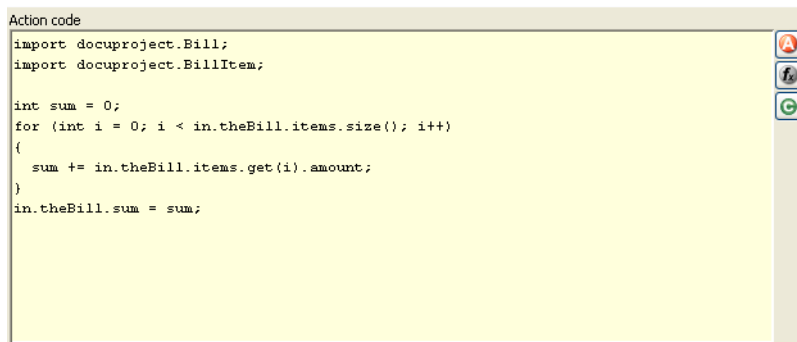 Action code
import docuproject.Bill;
import docuproject.BillItem;
int sum = 0;
for (int i = 0; i < in.theBill.items.size(); i++)
{
  sum += in.theBill.items.get(i).amount;
}
in.theBill.sum = sum;
A
fx
C